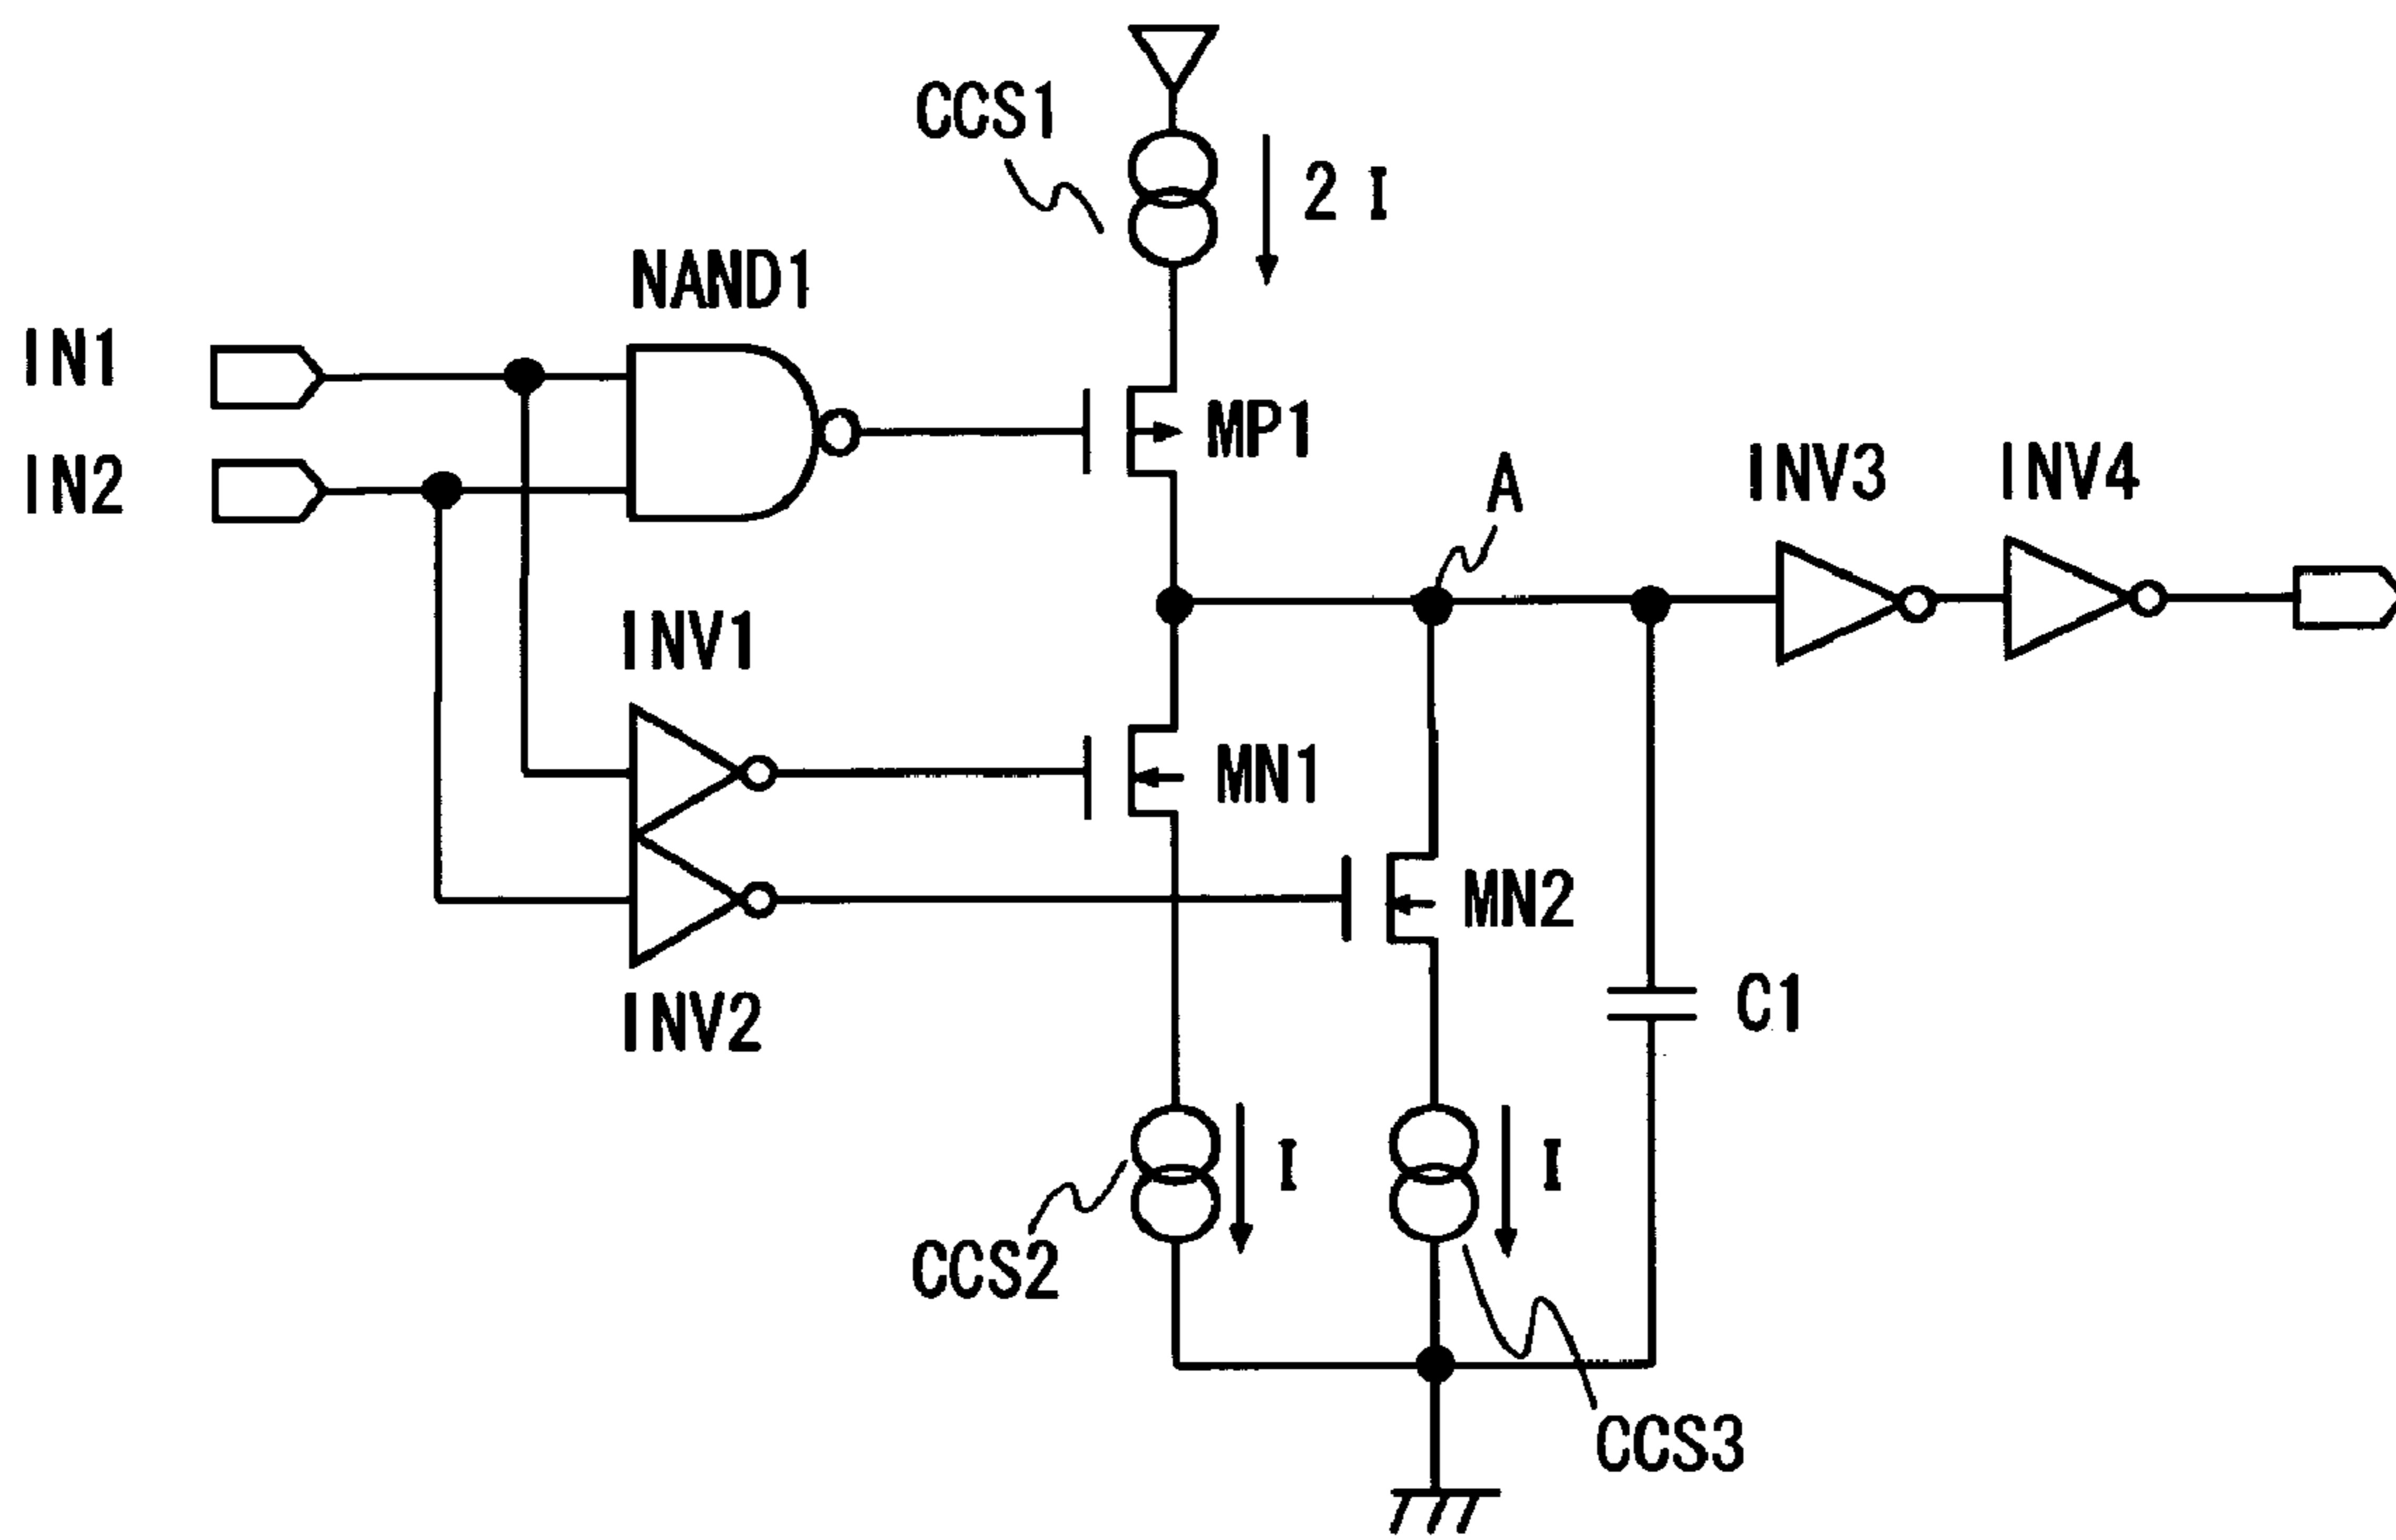 CCS1
2 I
NAND1
IN1
MP1
IN2
A
INV3
INV4
INV1
MN1
MN2
INV2
C1
I
I
CCS2
CCS3